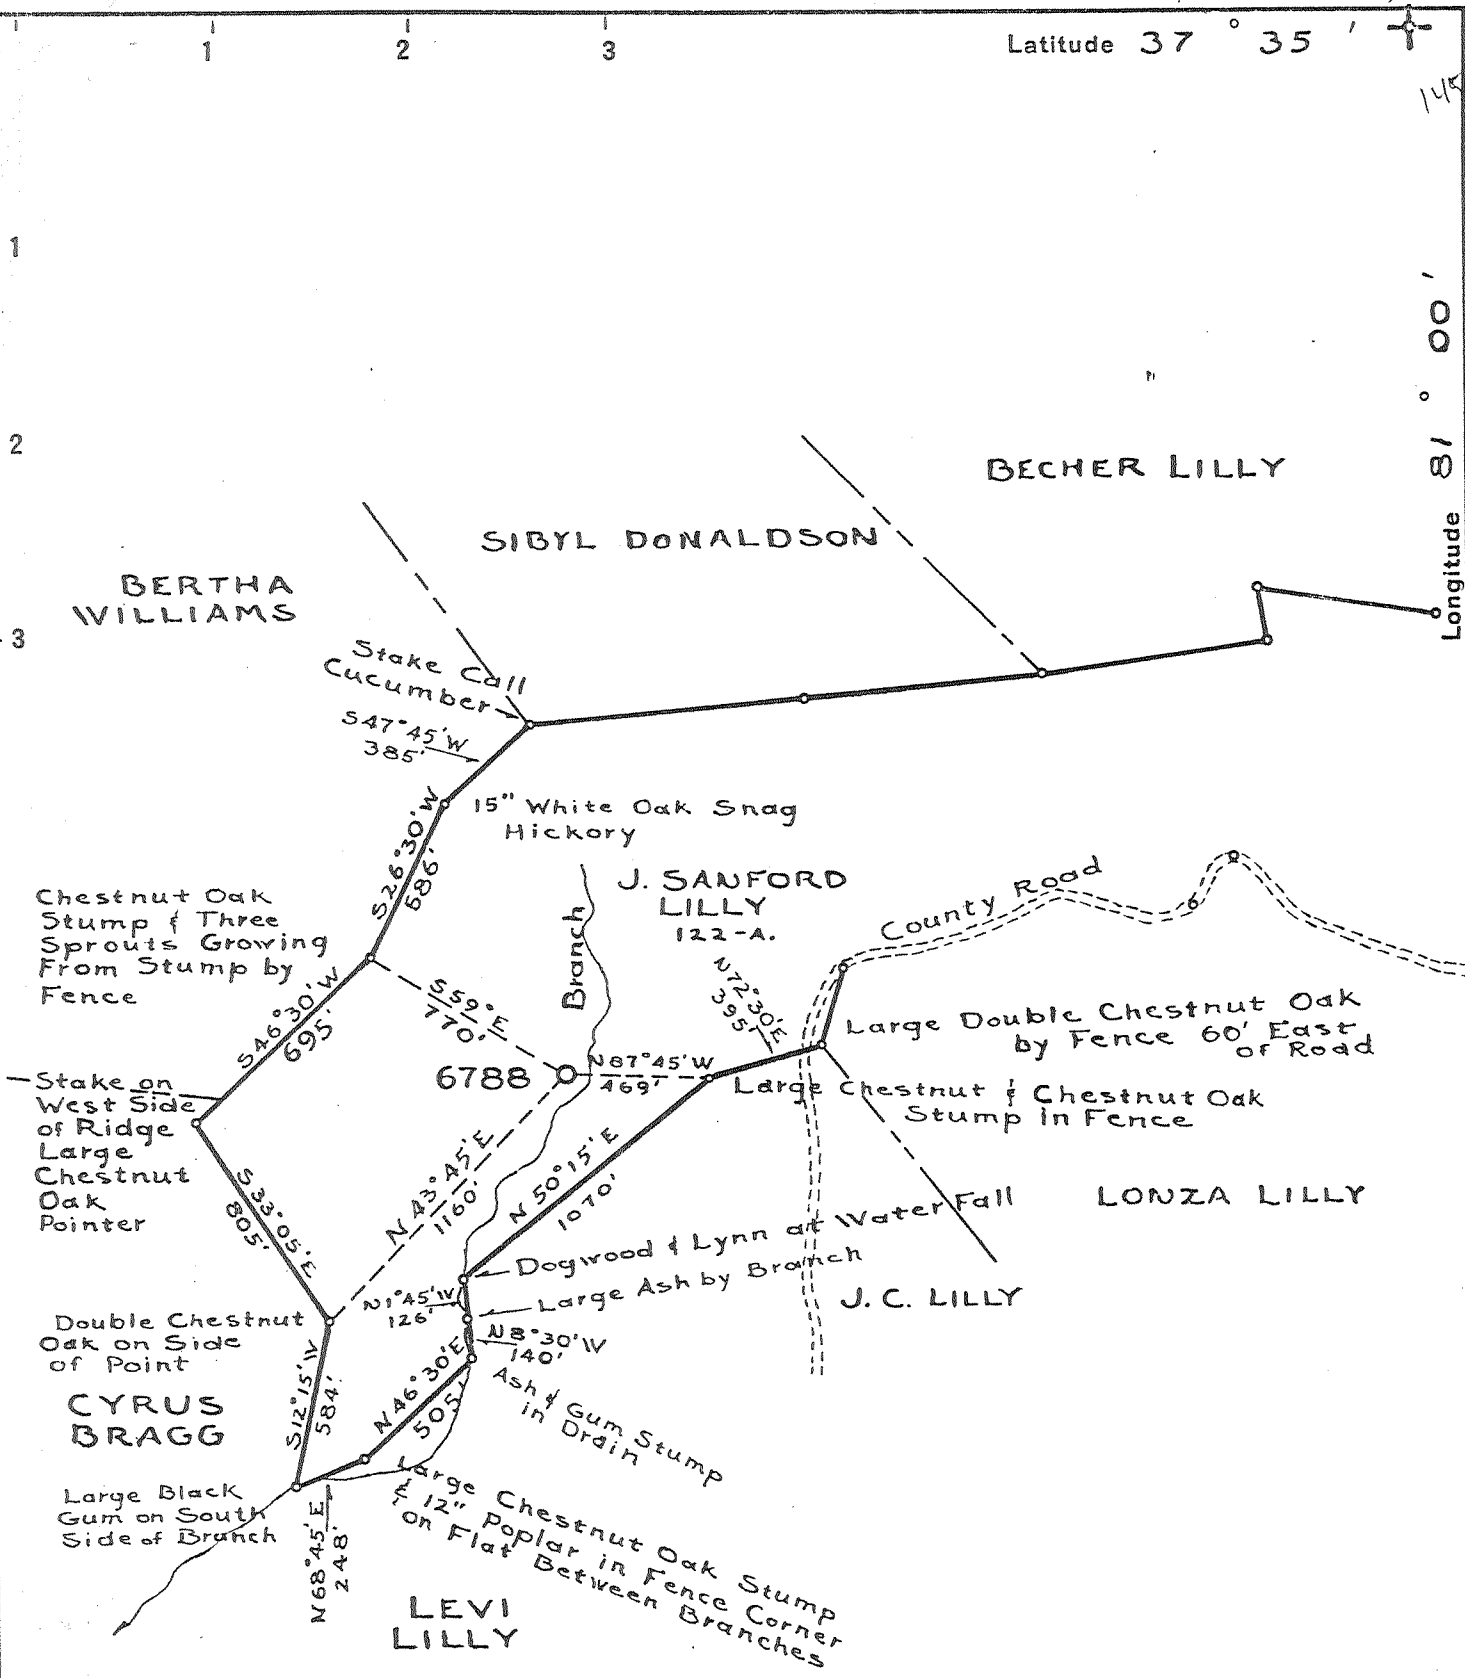 1 2 3 Latitude 37° 35'
1
2
3
Longitude 81° 00'
BECHER LILLY
SIBYL DONALDSON
BERTHA
WILLIAMS
Stake Call
Cucumber
S47°45'W
385'
15" White Oak Snag
Hickory
S26°30'W
586'
J. SANFORD
LILLY
122-A.
County Road
Branch
Chestnut Oak
Stump & Three
Sprouts Growing
From Stump by
Fence
S46°30'W
695'
S59°E
770'
N72°30'E
395'
Large Double Chestnut Oak
by Fence 60' East
of Road
6788
N87°45'W
469'
Large Chestnut & Chestnut Oak
Stump in Fence
Stake on
West Side
of Ridge
Large
Chestnut
Oak
Pointer
S33°05'E
805'
N43°45'E
1160'
N50°15'E
1070'
LONZA LILLY
Dogwood & Lynn at Water Fall
Large Ash by Branch
J.C. LILLY
N1°45'W
126'
N8°30'W
140'
Double Chestnut
Oak on Side
of Point
CYRUS
BRAGG
S12°15'W
584'
N46°30'E
505'
Ash & Gum Stump
in Drain
Large Black
Gum on South
Side of Branch
N68°45'E
248'
Large Chestnut Oak Stump
& 12" Poplar in Fence Corner
on Flat Between Branches
LEVI
LILLY